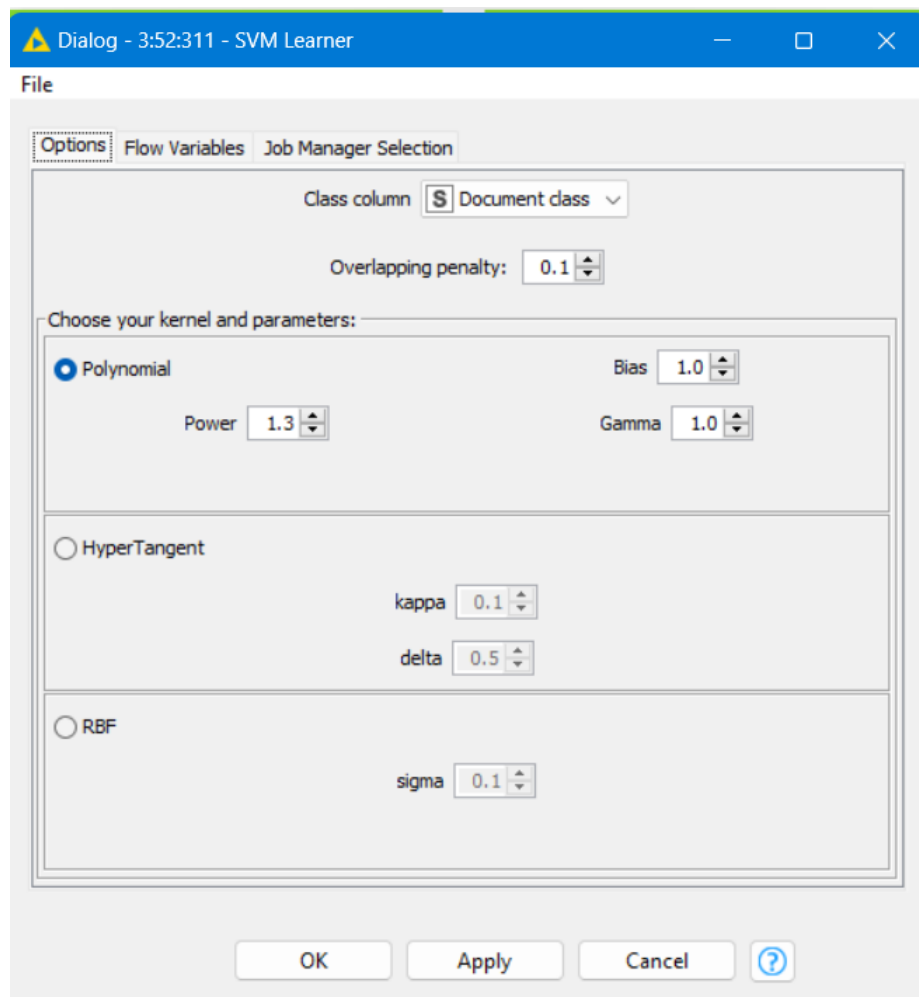 Dialog - 3:52:311 - SVM Learner
File
Options Flow Variables Job Manager Selection
Class column S Document class
Overlapping penalty: 0.1
Choose your kernel and parameters:
Polynomial Bias 1.0
Power 1.3 Gamma 1.0
HyperTangent
kappa 0.1
delta 0.5
RBF
sigma 0.1
OK Apply Cancel ?